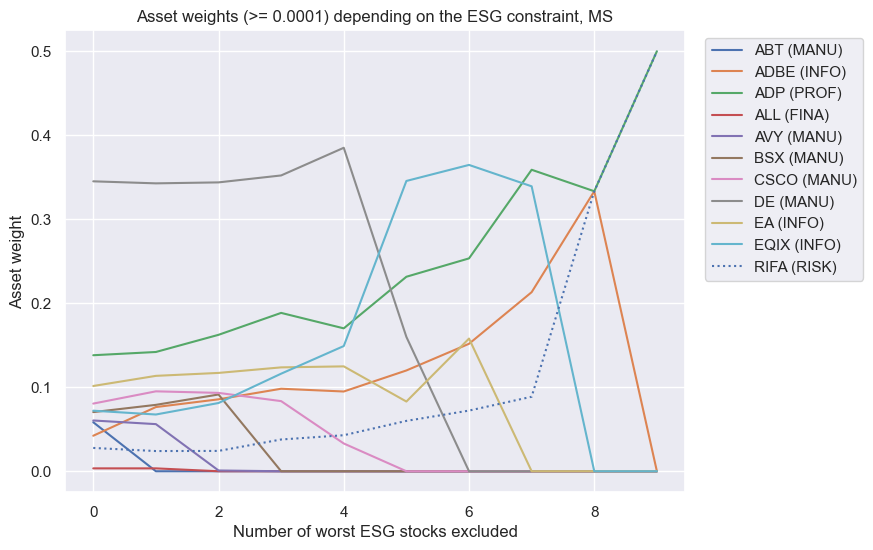 Asset weights (>= 0.0001) depending on the ESG constraint, MS
0.5
0.4
0.3
0.2
0.1
0.0
Asset weight
0 2 4 6 8
Number of worst ESG stocks excluded
ABT (MANU)
ADBE (INFO)
ADP (PROF)
ALL (FINA)
AVY (MANU)
BSX (MANU)
CSCO (MANU)
DE (MANU)
EA (INFO)
EQIX (INFO)
RIFA (RISK)